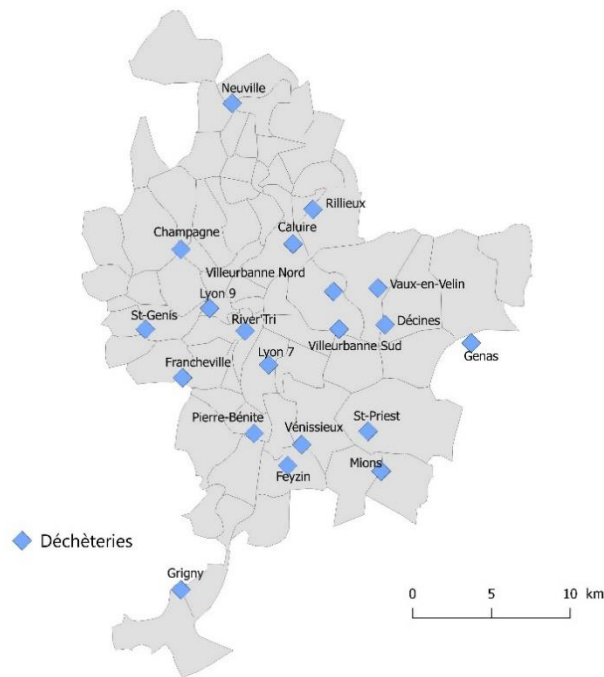 Neuville
Rillieux
Champagne
Caluire
Villeurbanne Nord
Vaux-en-Velin
Lyon 9
St-Genis
River'Tri
Décines
Villeurbanne Sud
Lyon 7
Genas
Francheville
Pierre-Bénite
St-Priest
Vénissieux
Mions
Feyzin
Déchèteries
Grigny
0 5 10 km